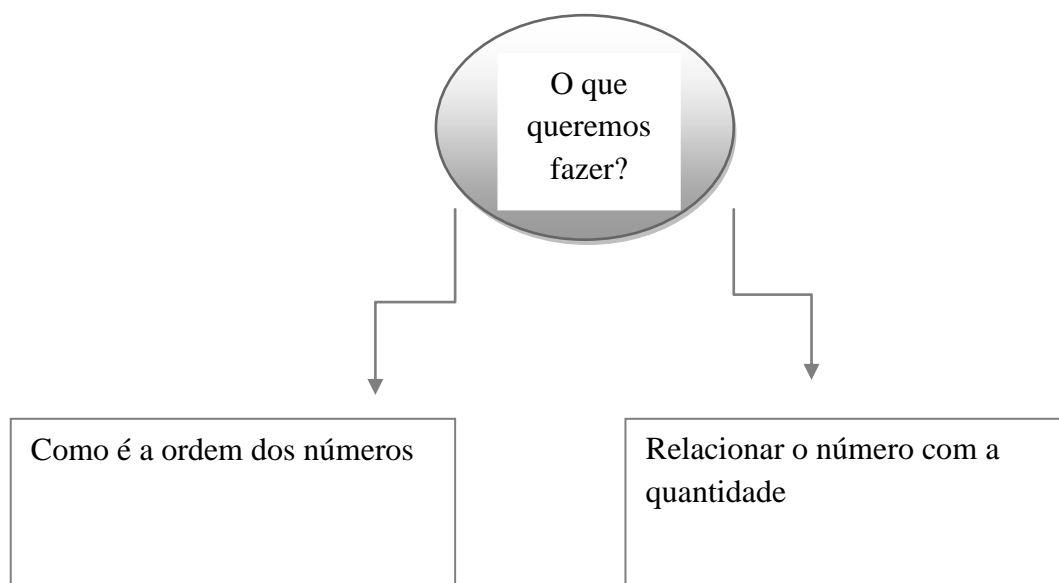 O que
queremos
fazer?
Como é a ordem dos números
Relacionar o número com a
quantidade